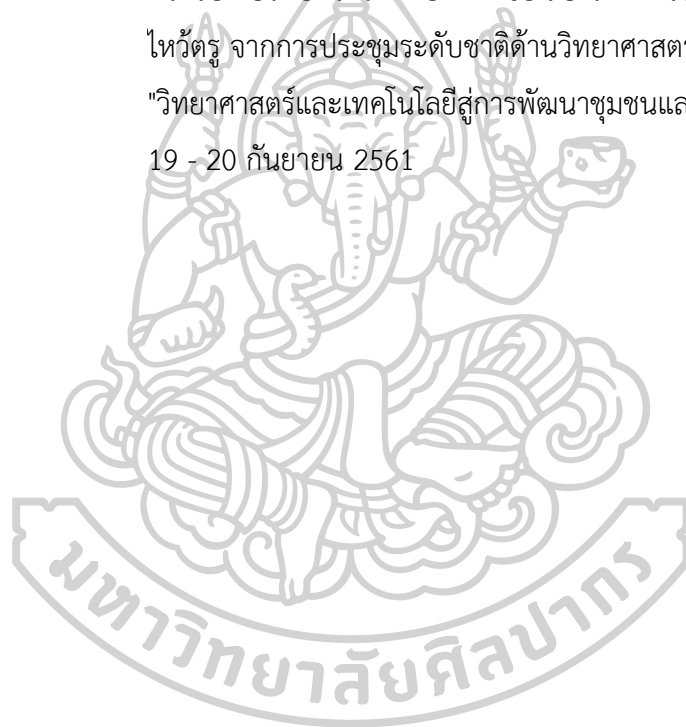 ไหว้ตรู จากการประชุมระดับชาติด้านวิทยาศาสตร
"วิทยาศาสตร์และเทคโนโลยีสู่การพัฒนาชุมชนแล
19 - 20 กันยายน 2561
มหาวิทยาลัยศิลปากร